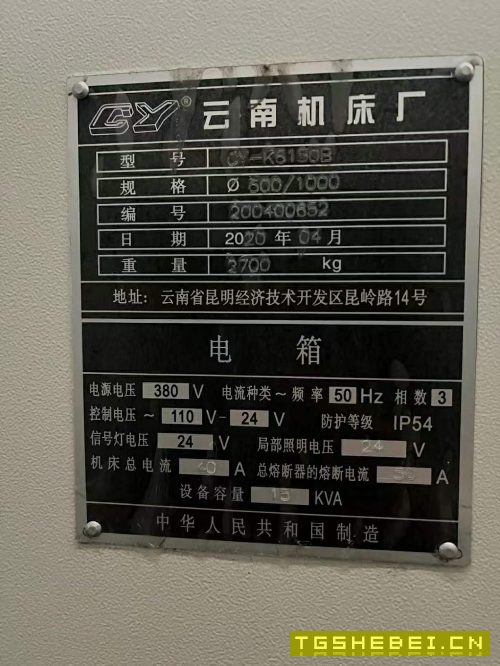 CY® 云南机床厂
型 号 CY-K6150B
规 格 Ø 500/1000
编 号 200400652
日 期 2020 年 04 月
重 量 2700 kg
地址: 云南省昆明经济技术开发区昆岭路14号
电 箱
电源电压 380 V 电流种类~ 频率 50 Hz 相数 3
控制电压~ 110 V- 24 V 防护等级 IP54
信号灯电压 24 V 局部照明电压 24 V
机床总电流 A 总熔断器的熔断电流 A
设备容量 15 KVA
中华人民共和国制造
TGSHEBEI.CN